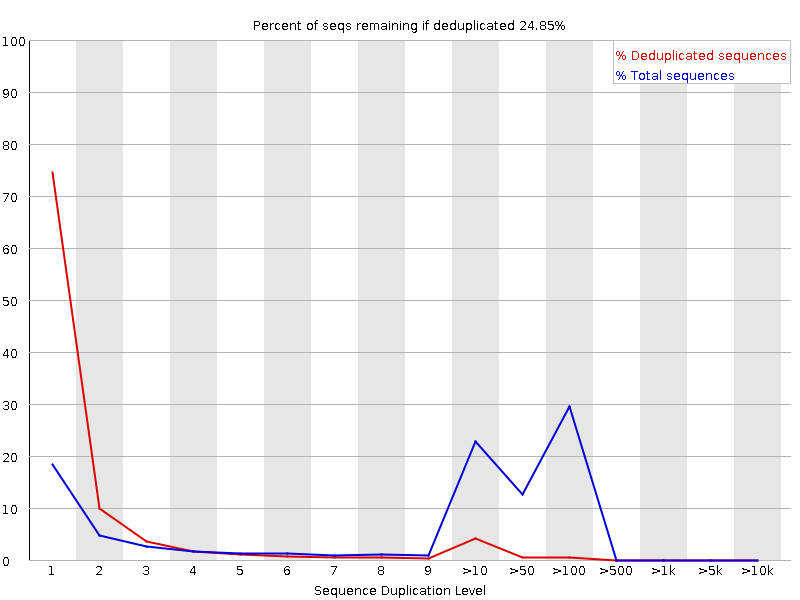 Percent of seqs remaining if deduplicated 24.85%
% Deduplicated sequences
% Total sequences
100
90
80
70
60
50
40
30
20
10
0
1 2 3 4 5 6 7 8 9 >10 >50 >100 >500 >1k >5k >10k
Sequence Duplication Level